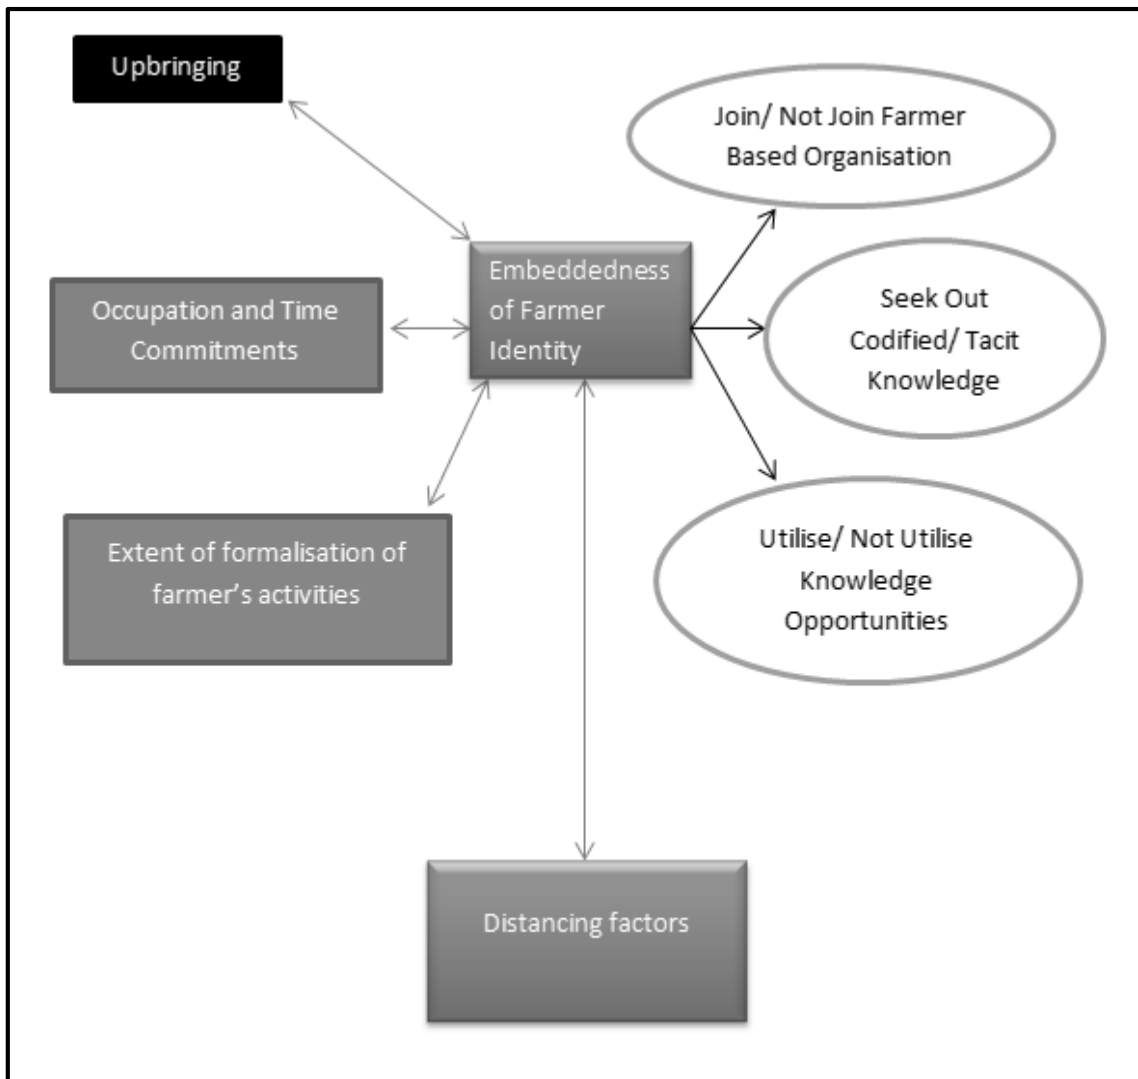 Upbringing
Join/ Not Join Farmer
Based Organisation
Embeddedness
of Farmer
Identity
Occupation and Time
Commitments
Seek Out
Codified/ Tacit
Knowledge
Extent of formalisation of
farmer’s activities
Utilise/ Not Utilise
Knowledge
Opportunities
Distancing factors